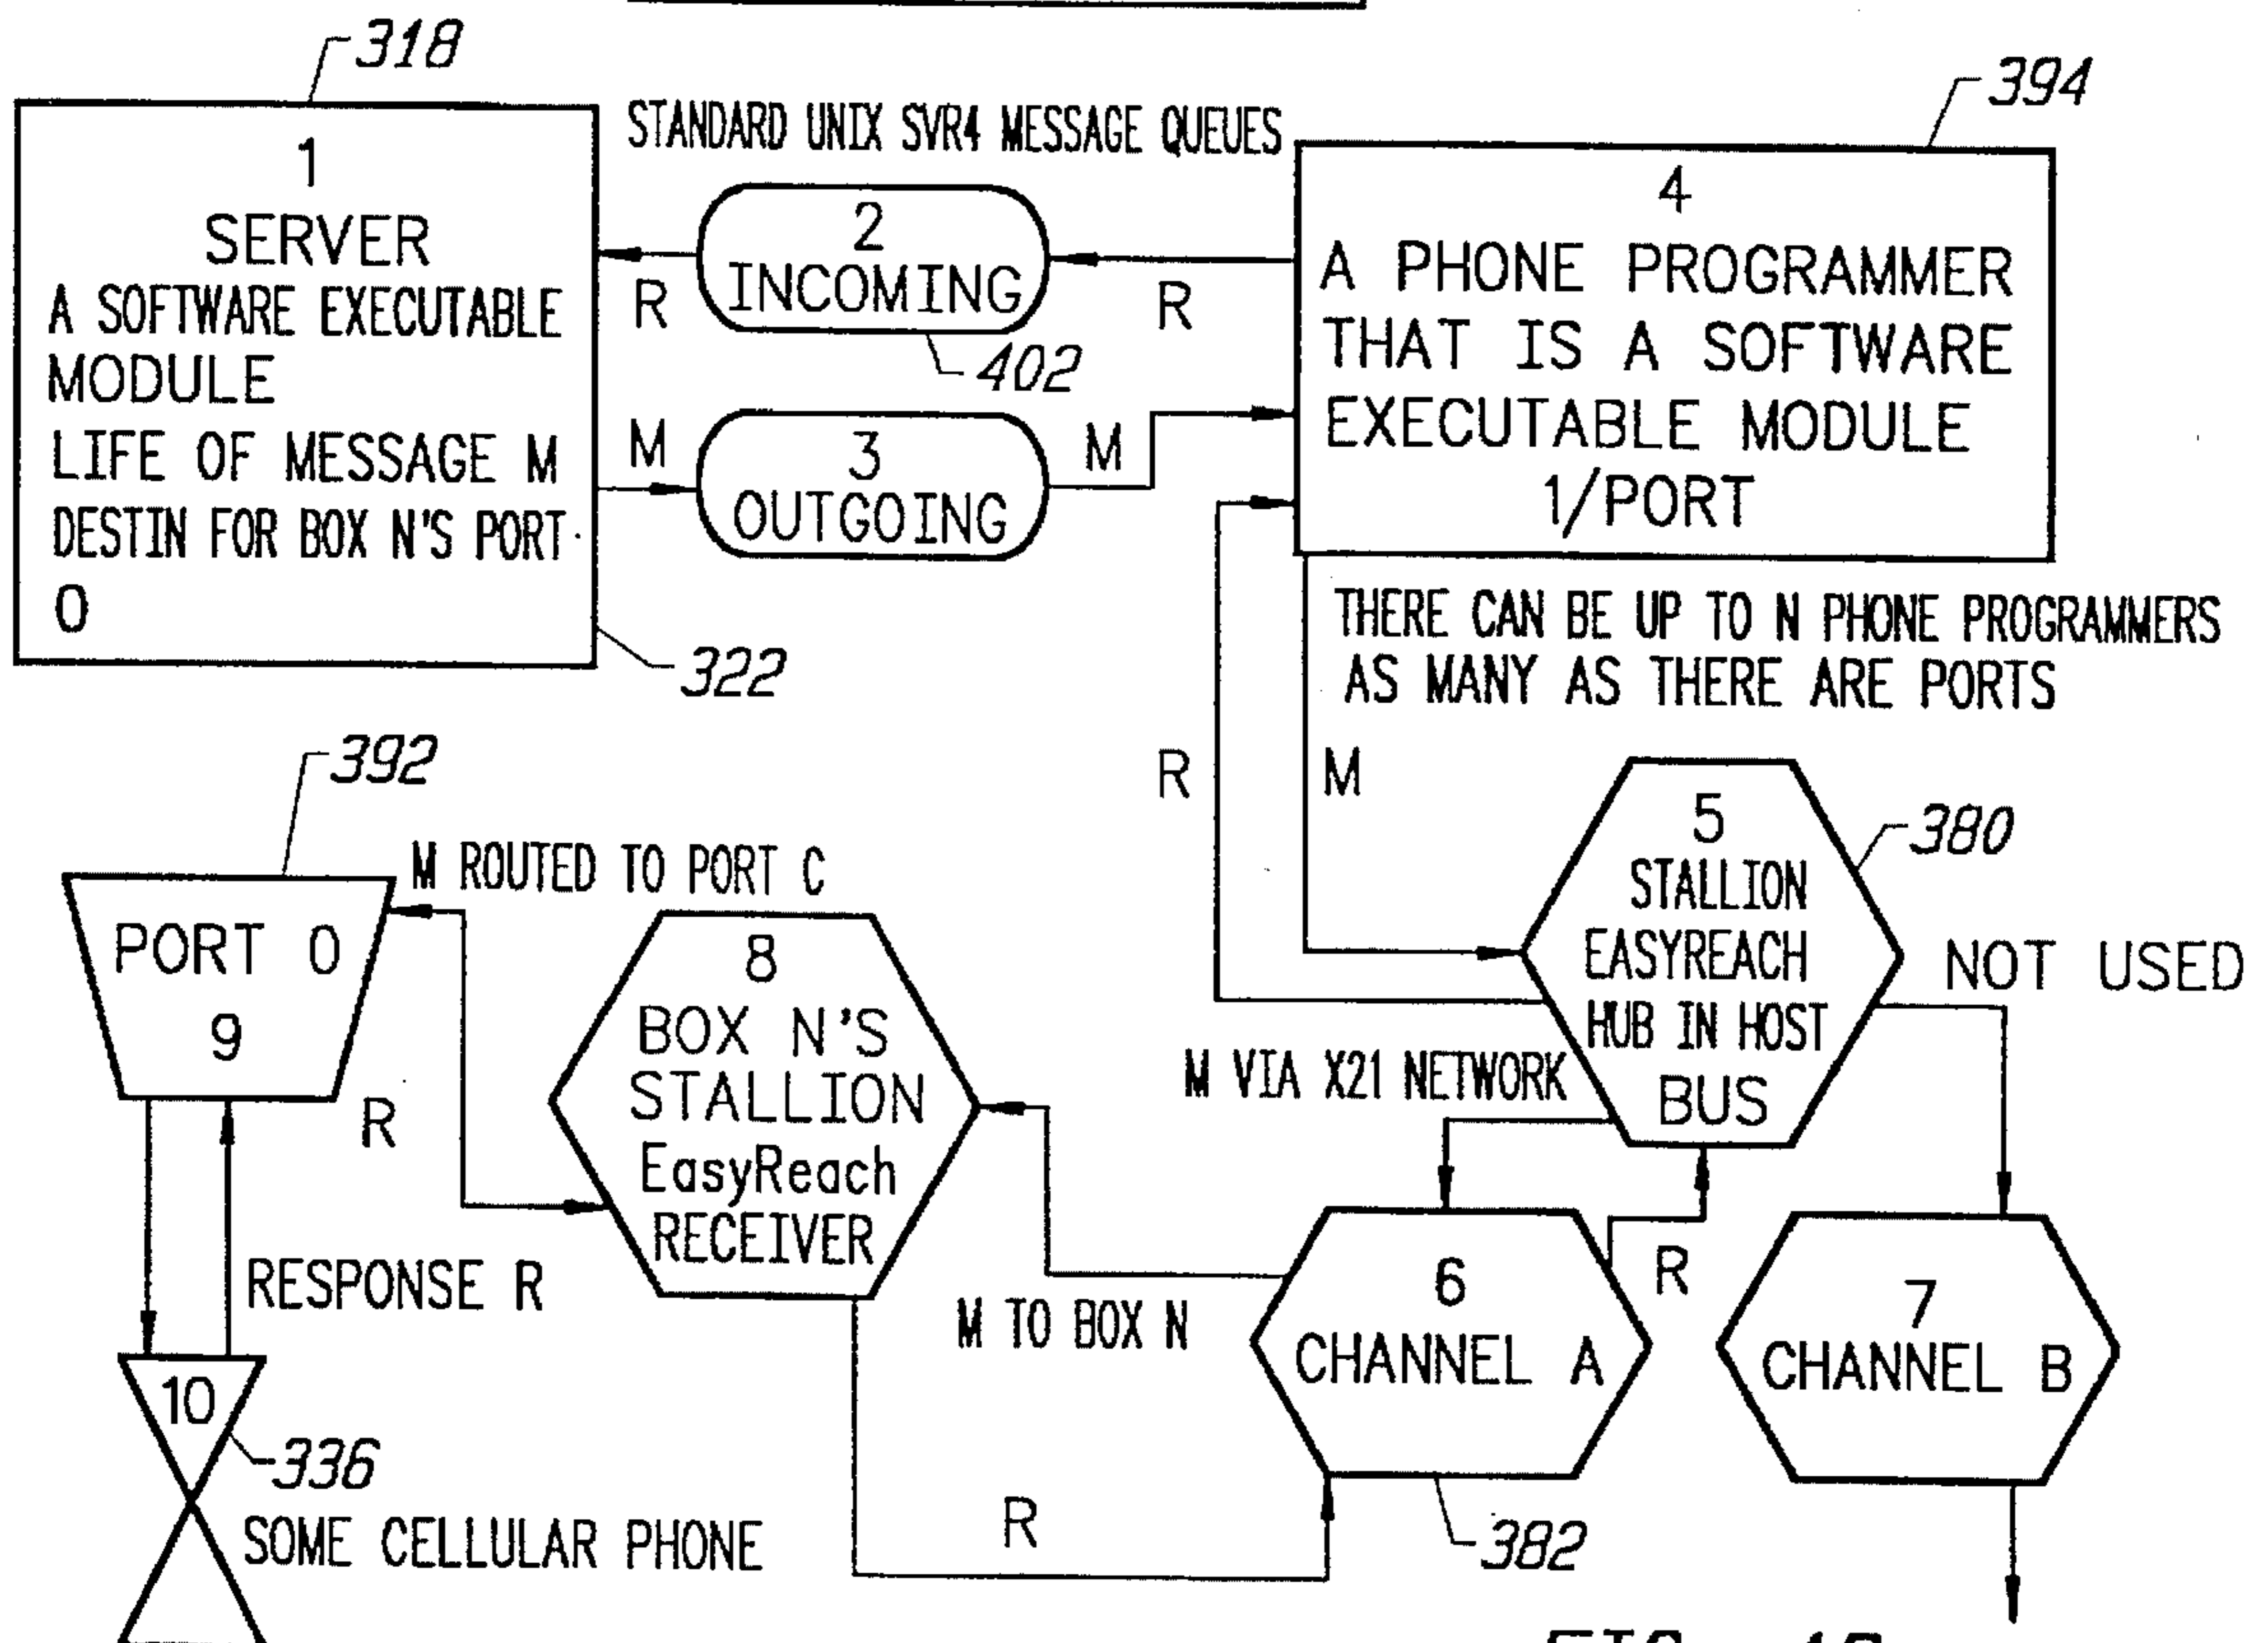 318
1
SERVER
A SOFTWARE EXECUTABLE
MODULE
LIFE OF MESSAGE M
DESTIN FOR BOX N'S PORT
0
322
STANDARD UNIX SVR4 MESSAGE QUEUES
2
INCOMING
R
R
402
3
OUTGOING
M
M
394
4
A PHONE PROGRAMMER
THAT IS A SOFTWARE
EXECUTABLE MODULE
1/PORT
THERE CAN BE UP TO N PHONE PROGRAMMERS
AS MANY AS THERE ARE PORTS
R
M
5
STALLION
EASYREACH
HUB IN HOST
BUS
380
NOT USED
M VIA X21 NETWORK
392
M ROUTED TO PORT C
PORT 0
9
R
8
BOX N'S
STALLION
EasyReach
RECEIVER
RESPONSE R
M TO BOX N
6
CHANNEL A
R
7
CHANNEL B
10
336
SOME CELLULAR PHONE
R
382